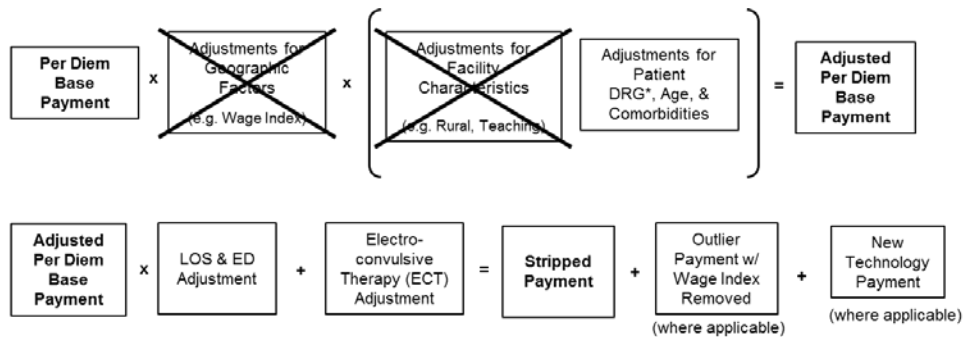 Per Diem
Base
Payment
x
Adjustments for
Geographic
Factors
(e.g. Wage Index)
x
Adjustments for
Facility
Characteristics
(e.g. Rural, Teaching)
Adjustments for
Patient
DRG*, Age, &
Comorbidities
=
Adjusted
Per Diem
Base
Payment
Adjusted
Per Diem
Base
Payment
x
LOS & ED
Adjustment
+
Electro-
convulsive
Therapy (ECT)
Adjustment
=
Stripped
Payment
+
Outlier
Payment w/
Wage Index
Removed
(where applicable)
+
New
Technology
Payment
(where applicable)